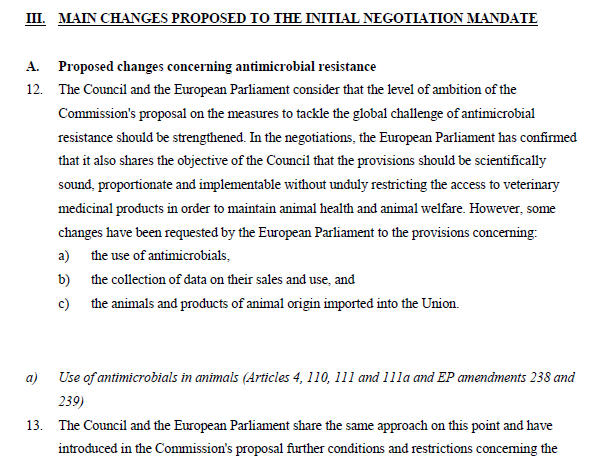 III. MAIN CHANGES PROPOSED TO THE INITIAL NEGOTIATION MANDATE
A. Proposed changes concerning antimicrobial resistance
12. The Council and the European Parliament consider that the level of ambition of the
Commission's proposal on the measures to tackle the global challenge of antimicrobial
resistance should be strengthened. In the negotiations, the European Parliament has confirmed
that it also shares the objective of the Council that the provisions should be scientifically
sound, proportionate and implementable without unduly restricting the access to veterinary
medicinal products in order to maintain animal health and animal welfare. However, some
changes have been requested by the European Parliament to the provisions concerning:
a) the use of antimicrobials,
b) the collection of data on their sales and use, and
c) the animals and products of animal origin imported into the Union.
a) Use of antimicrobials in animals (Articles 4, 110, 111 and 111a and EP amendments 238 and
239)
13. The Council and the European Parliament share the same approach on this point and have
introduced in the Commission's proposal further conditions and restrictions concerning the